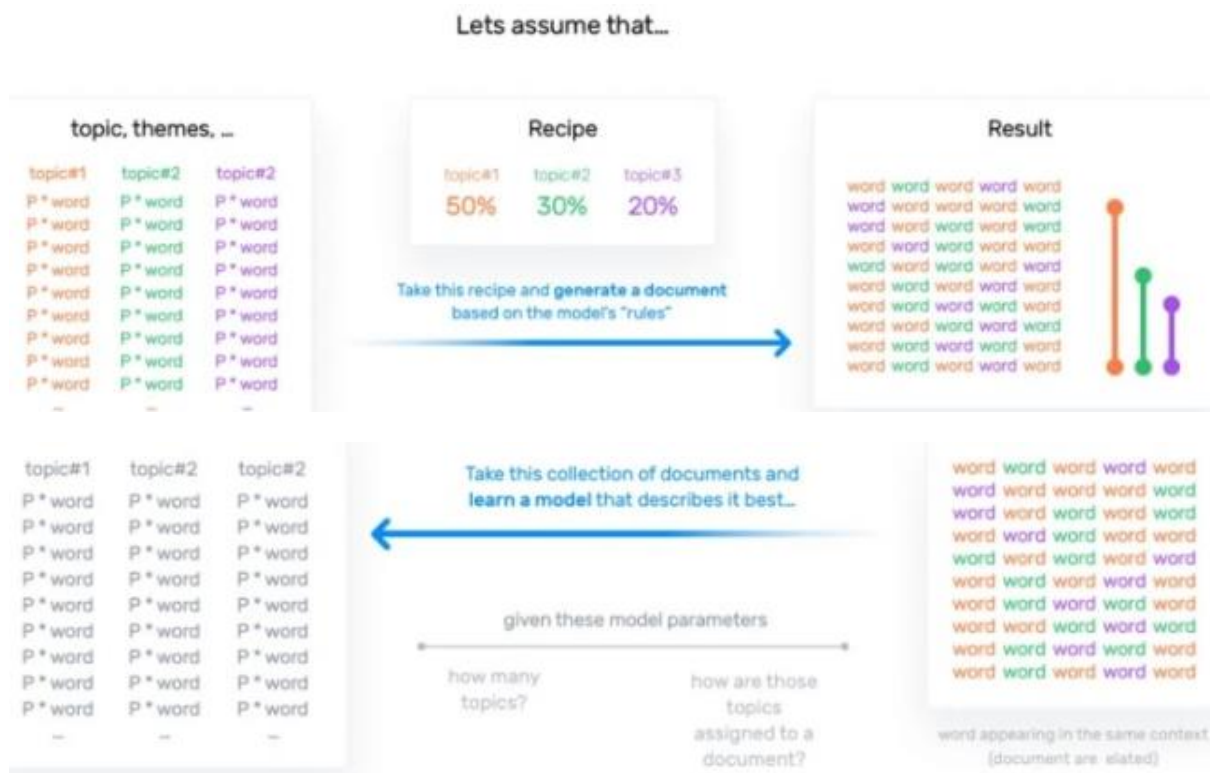 Lets assume that...
topic, themes, ...
topic#1 topic#2 topic#2
P * word P * word P * word
P * word P * word P * word
P * word P * word P * word
P * word P * word P * word
P * word P * word P * word
P * word P * word P * word
P * word P * word P * word
P * word P * word P * word
P * word P * word P * word
... ... ...
Recipe
topic#1 topic#2 topic#3
50% 30% 20%
Take this recipe and generate a document
based on the model's "rules"
Result
word word word word word
word word word word word
word word word word word
word word word word word
word word word word word
word word word word word
word word word word word
word word word word word
word word word word word
word word word word word
topic#1 topic#2 topic#2
P * word P * word P * word
P * word P * word P * word
P * word P * word P * word
P * word P * word P * word
P * word P * word P * word
P * word P * word P * word
P * word P * word P * word
P * word P * word P * word
P * word P * word P * word
... ... ...
Take this collection of documents and
learn a model that describes it best...
given these model parameters
how many
topics?
how are those
topics
assigned to a
document?
word word word word word
word word word word word
word word word word word
word word word word word
word word word word word
word word word word word
word word word word word
word word word word word
word word word word word
word word word word word
word appearing in the same context
(document are elated)